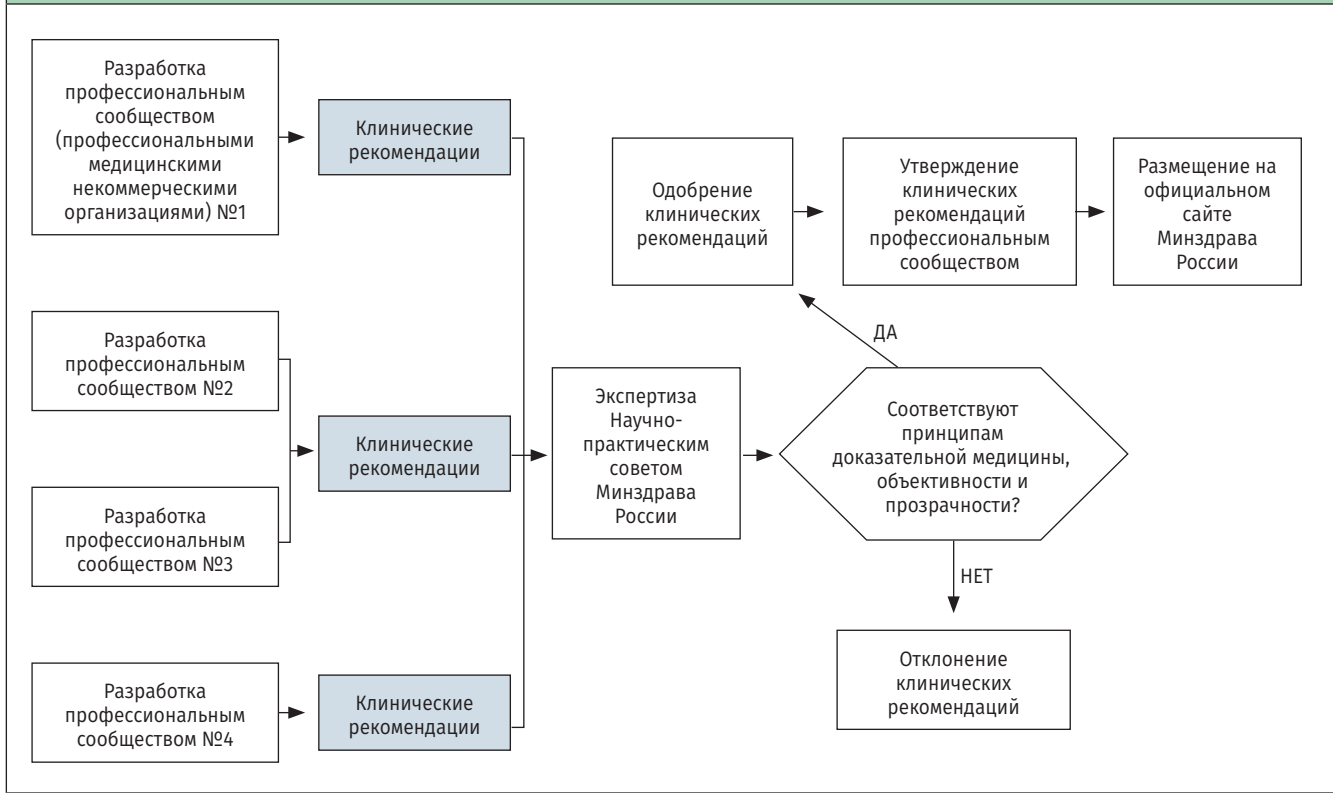 Разработка
профессиональным
сообществом
(профессиональными
медицинскими
некоммерческими
организациями) №1
Клинические
рекомендации
Разработка
профессиональным
сообществом №2
Разработка
профессиональным
сообществом №3
Клинические
рекомендации
Разработка
профессиональным
сообществом №4
Клинические
рекомендации
Экспертиза
Научно-
практическим
советом
Минздрава
России
Соответствуют
принципам
доказательной медицины,
объективности и
прозрачности?
ДА
Одобрение
клинических
рекомендаций
Утверждение
клинических
рекомендаций
профессиональным
сообществом
Размещение на
официальном
сайте
Минздрава
России
НЕТ
Отклонение
клинических
рекомендаций